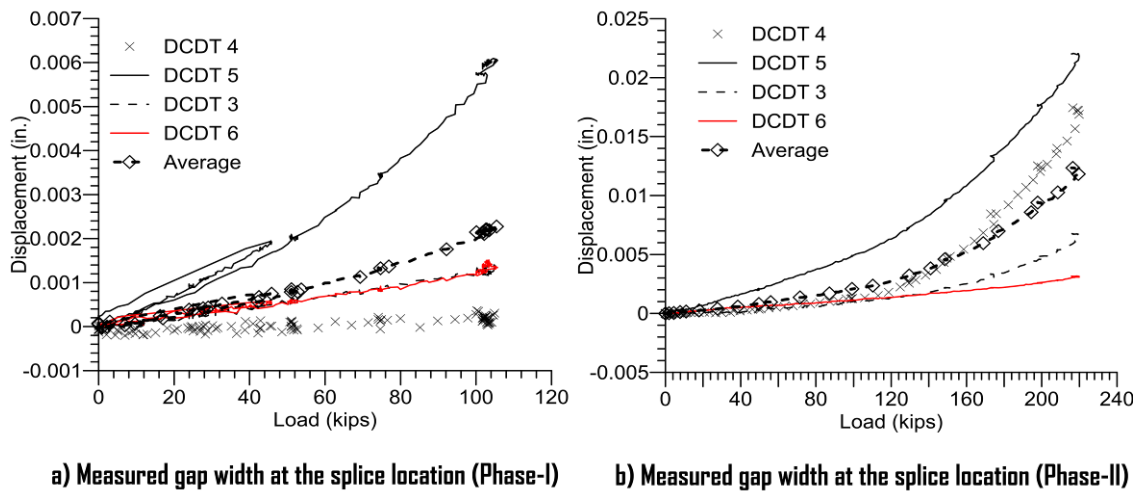 0.007
0.006
0.005
0.004
0.003
0.002
0.001
0
-0.001
Displacement (in.)
DCDT 4
DCDT 5
DCDT 3
DCDT 6
Average
0 20 40 60 80 100 120
Load (kips)
a) Measured gap width at the splice location (Phase-I)
0.025
0.02
0.015
0.01
0.005
0
-0.005
Displacement (in.)
DCDT 4
DCDT 5
DCDT 3
DCDT 6
Average
0 40 80 120 160 200 240
Load (kips)
b) Measured gap width at the splice location (Phase-II)